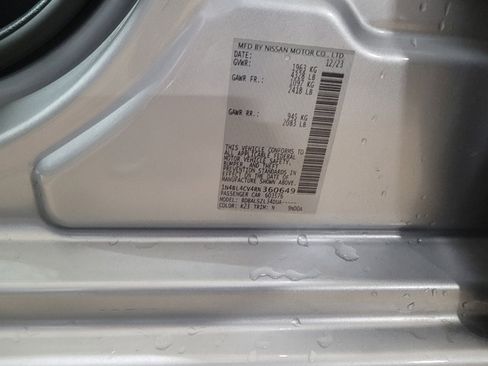 MFD BY NISSAN MOTOR CO., LTD.
DATE: 12/23
GVWR: 1963 KG
4328 LB
GAWR FR.: 1097 KG
2418 LB
GAWR RR.: 945 KG
2083 LB
THIS VEHICLE CONFORMS TO
ALL APPLICABLE FEDERAL
MOTOR VEHICLE SAFETY,
BUMPER, AND THEFT
PREVENTION STANDARDS IN
EFFECT ON THE DATE OF
MANUFACTURE SHOWN ABOVE.
1N4BL4CV4RN360649
PASSENGER CAR
MODEL:
COLOR: K23 TRIM: